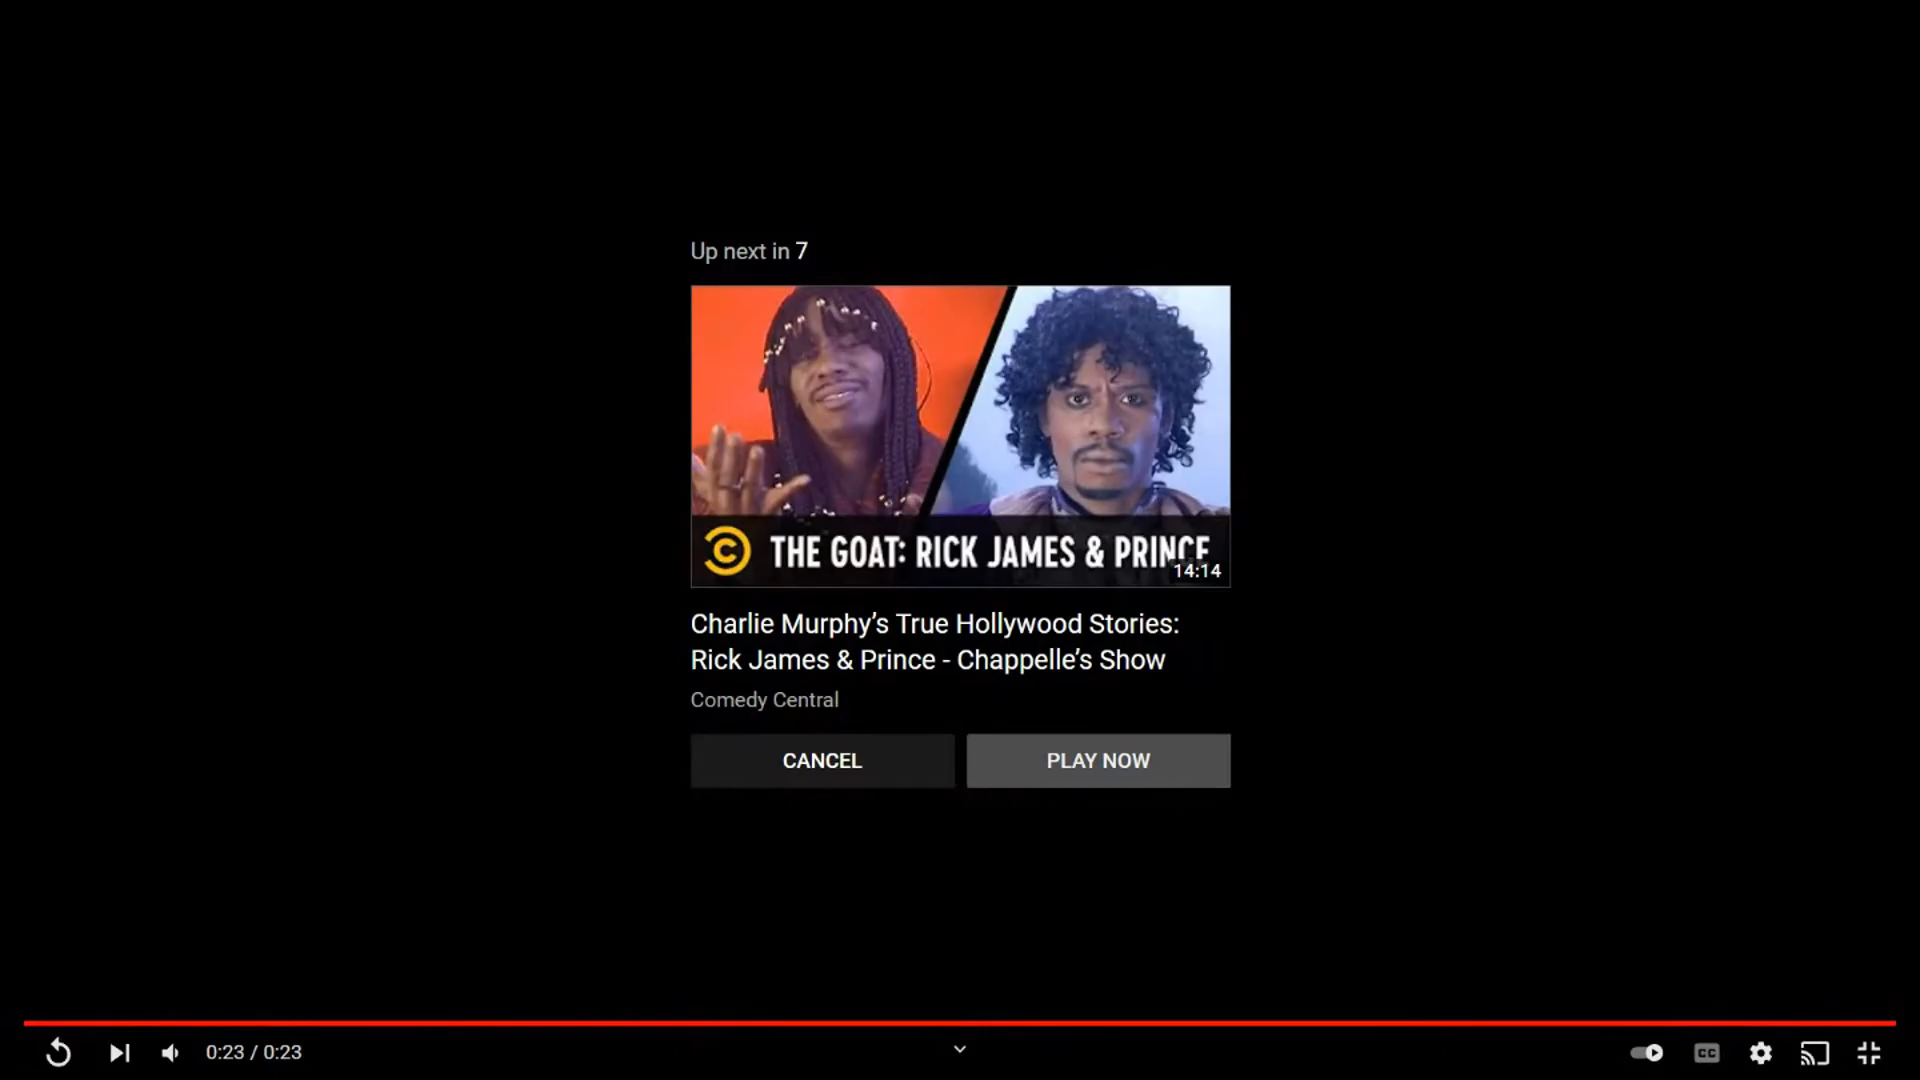 Up next in 7
THE GOAT: RICK JAMES & PRINCE
14:14
Charlie Murphy’s True Hollywood Stories:
Rick James & Prince - Chappelle’s Show
Comedy Central
CANCEL
PLAY NOW
0:23 / 0:23
CC